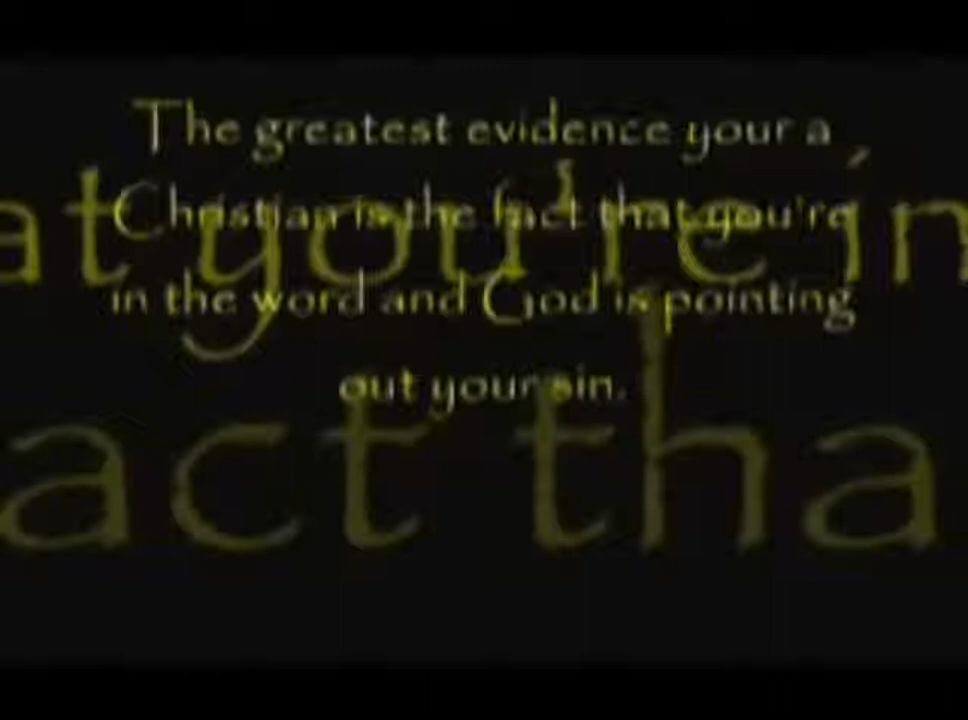 The greatest evidence your a
Christian is the fact that you're
in the word and God is pointing
out your sin.
at you're in
act tha